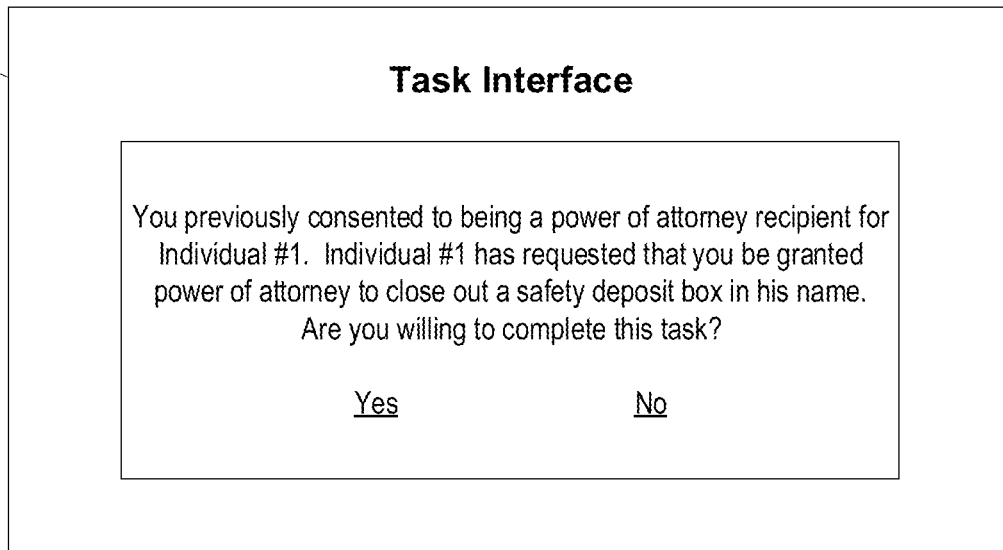 Task Interface
You previously consented to being a power of attorney recipient for
Individual #1.  Individual #1 has requested that you be granted
power of attorney to close out a safety deposit box in his name.
Are you willing to complete this task?
Yes No